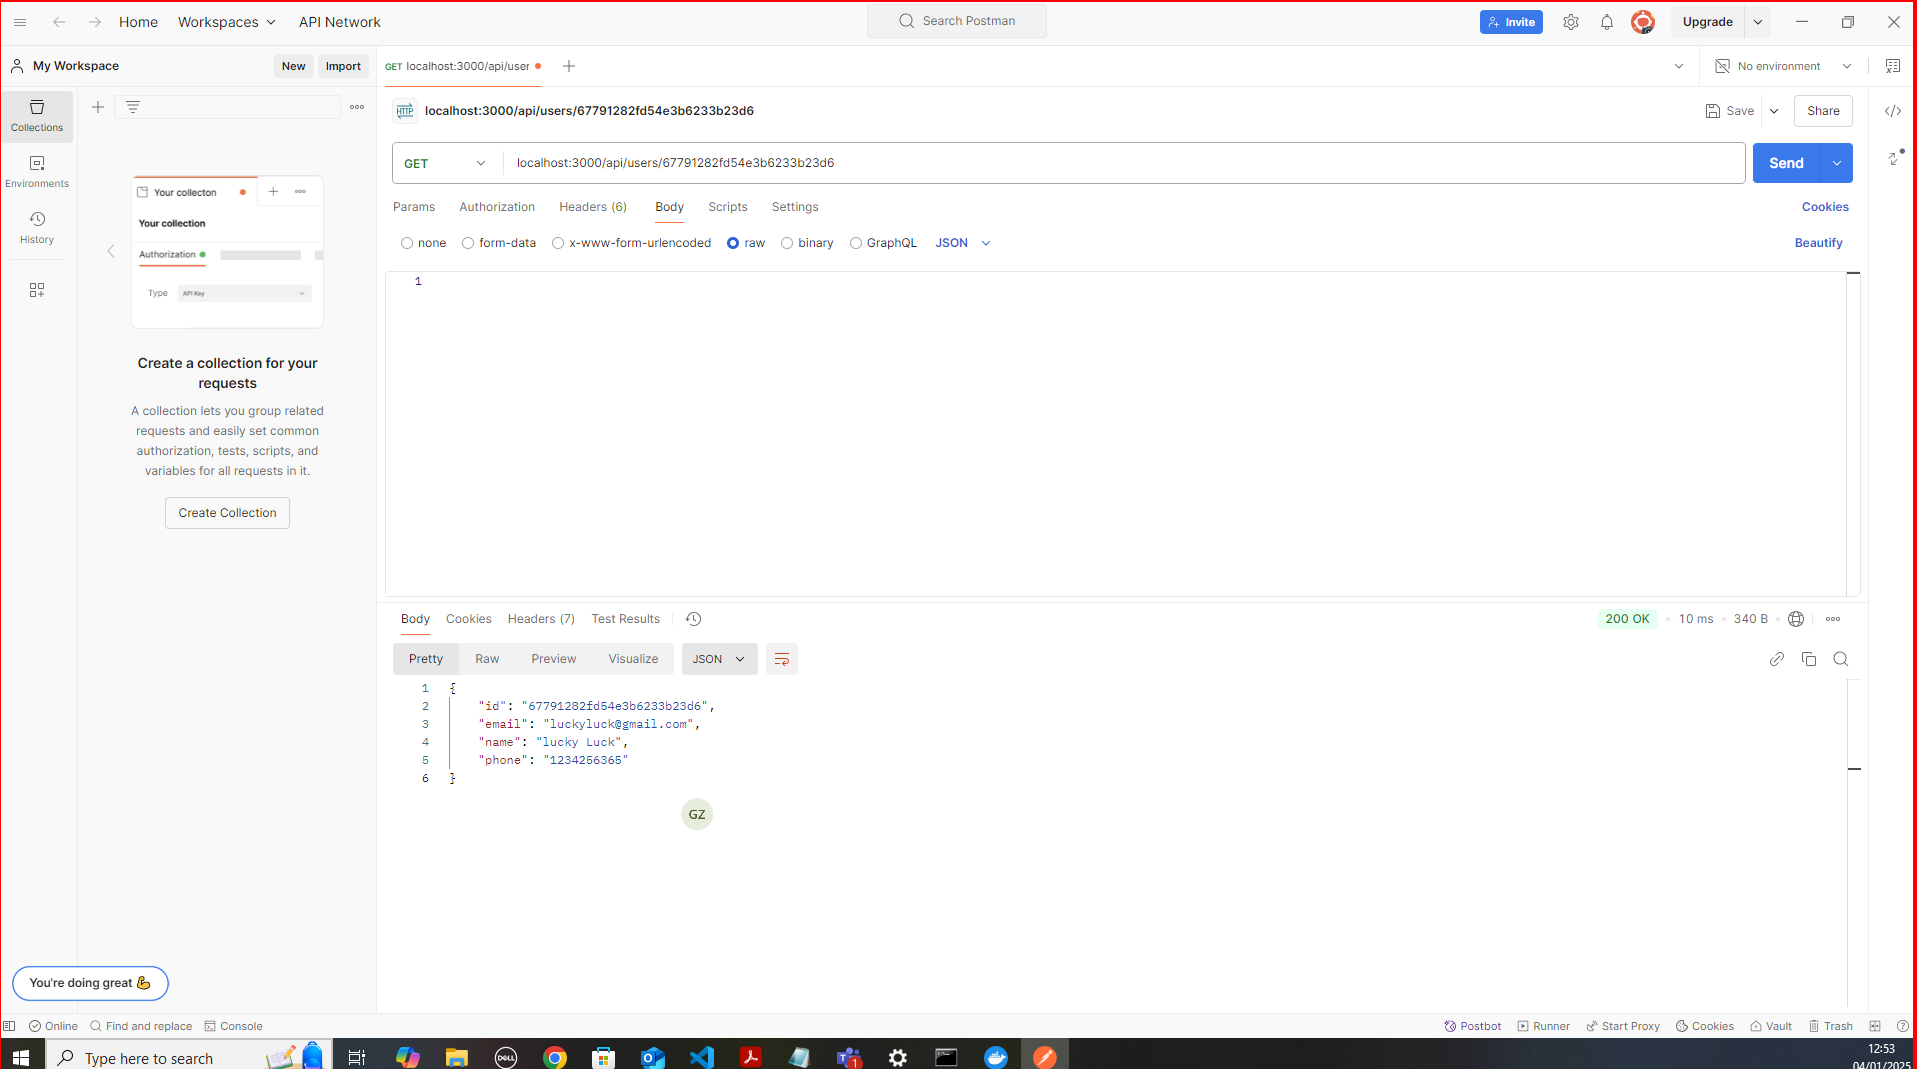 Home Workspaces API Network Search Postman Invite Upgrade
My Workspace New Import GET localhost:3000/api/user No environment
Collections
Environments
History
Your collecton
Your collection
Authorization
Type API Key
Create a collection for your
requests
A collection lets you group related
requests and easily set common
authorization, tests, scripts, and
variables for all requests in it.
Create Collection
You're doing great 💪
HTTP localhost:3000/api/users/67791282fd54e3b6233b23d6 Save Share
GET localhost:3000/api/users/67791282fd54e3b6233b23d6 Send
Params Authorization Headers (6) Body Scripts Settings Cookies
none form-data x-www-form-urlencoded raw binary GraphQL JSON Beautify
1
Body Cookies Headers (7) Test Results 200 OK • 10 ms • 340 B
Pretty Raw Preview Visualize JSON
1 {
2 "id": "67791282fd54e3b6233b23d6",
3 "email": "luckyluck@gmail.com",
4 "name": "lucky Luck",
5 "phone": "1234256365"
6 }
GZ
Online Find and replace Console Postbot Runner Start Proxy Cookies Vault Trash
Type here to search DELL 1 12:53
04/01/2025